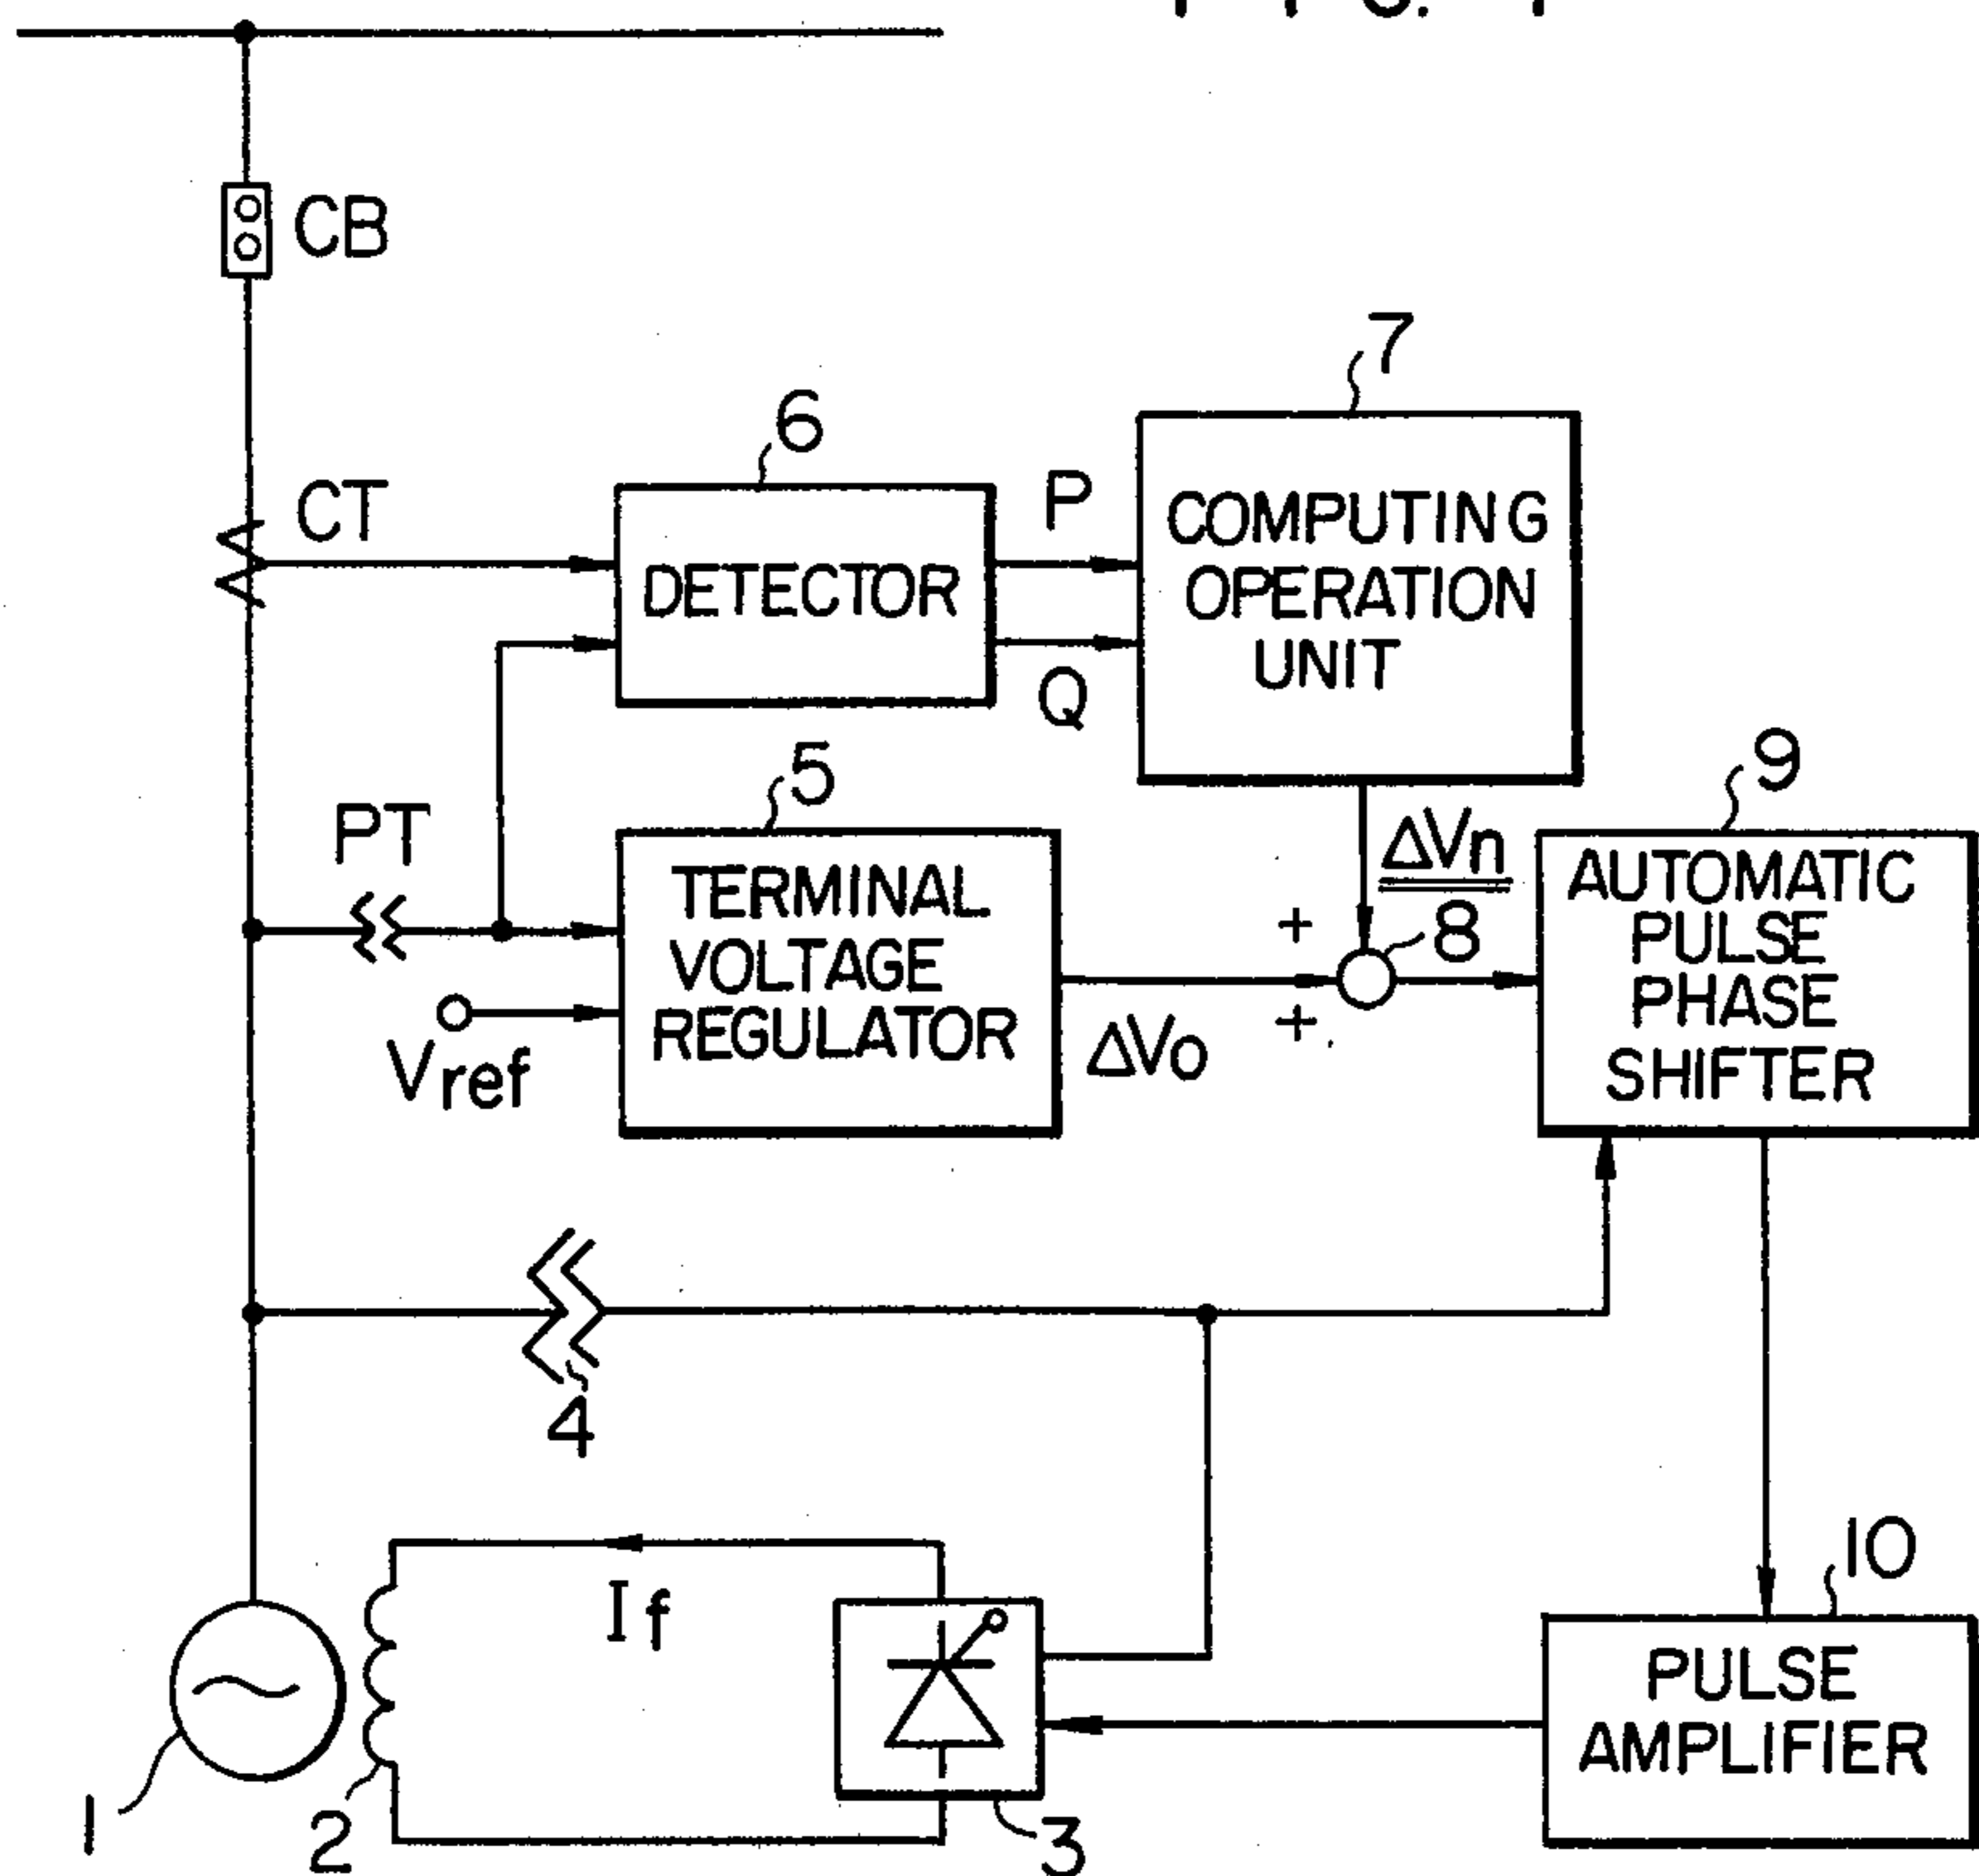 CB
7
6
CT
P
COMPUTING
OPERATION
UNIT
DETECTOR
Q
5
9
PT
ΔVn
TERMINAL
VOLTAGE
REGULATOR
+
8
AUTOMATIC
PULSE
PHASE
SHIFTER
+
Vref
ΔVo
4
10
If
PULSE
AMPLIFIER
1
2
3